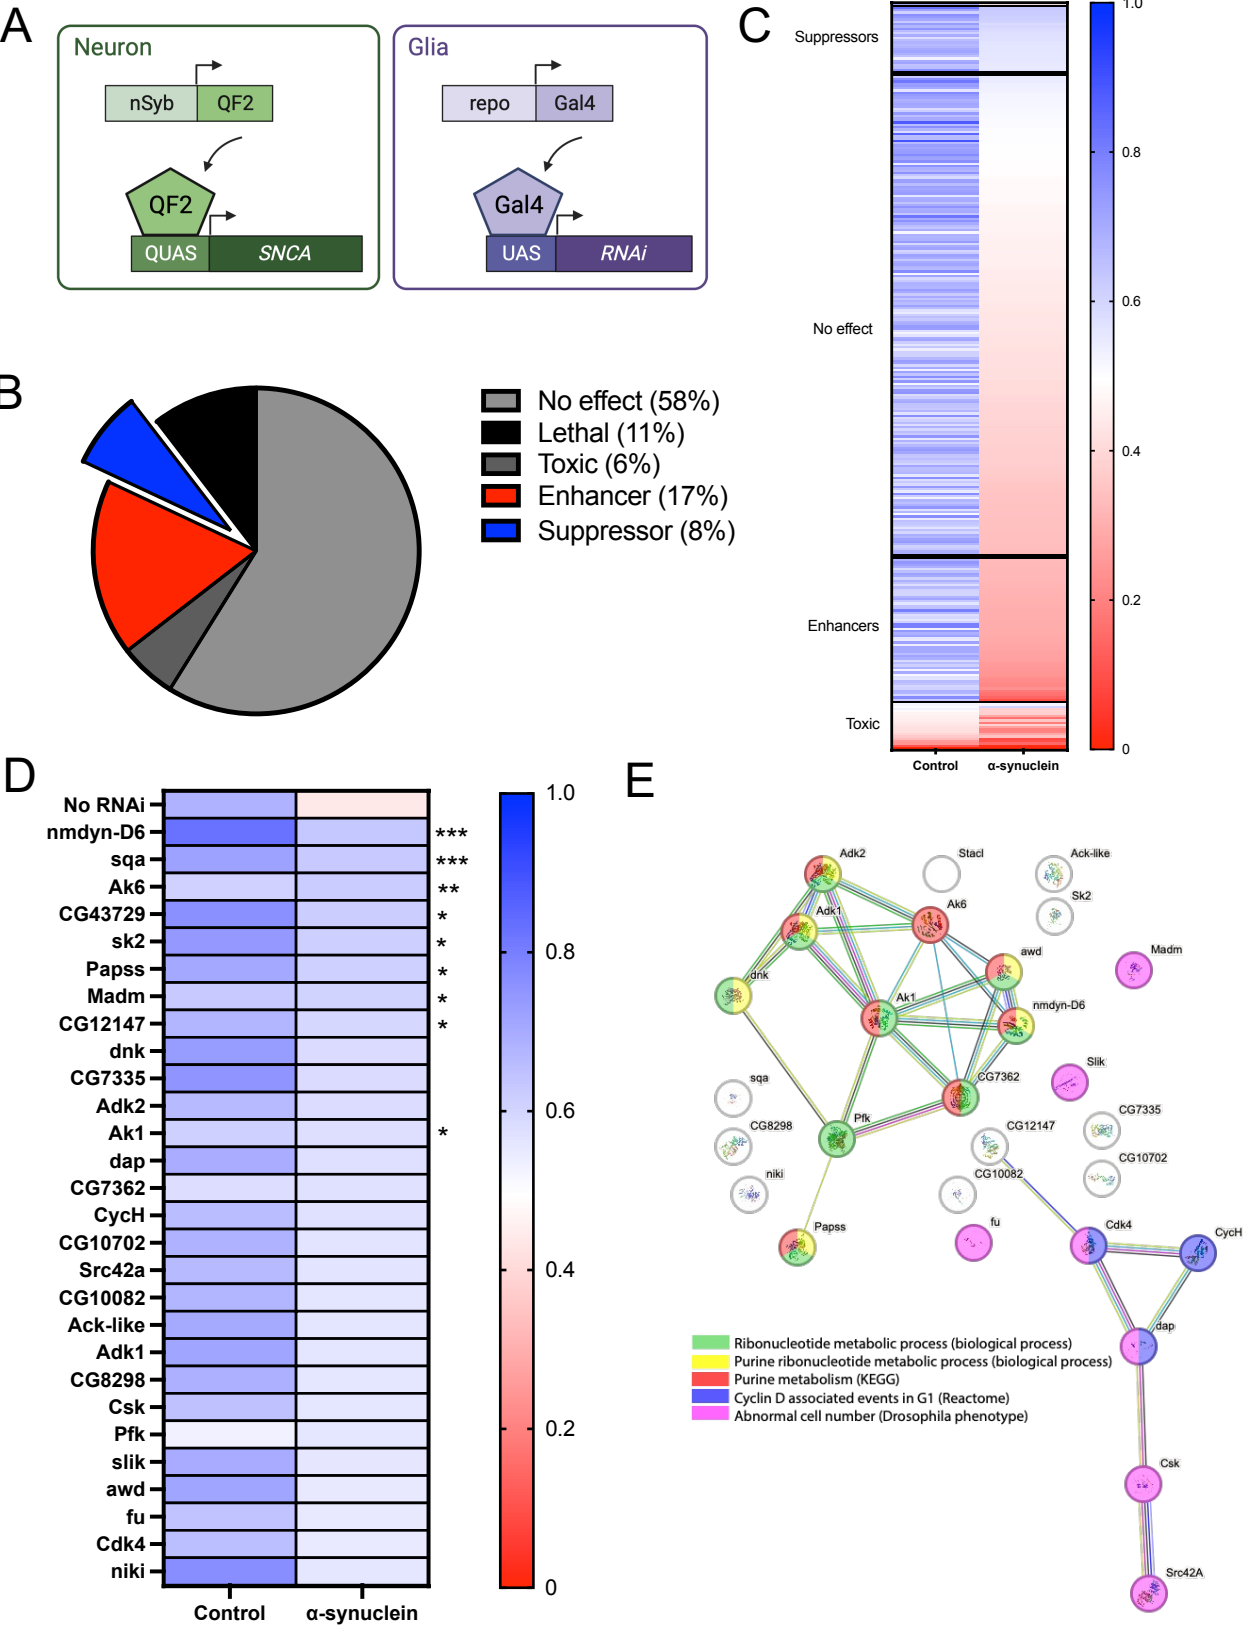 A
Neuron
nSyb
QF2
QF2
QUAS
SNCA
Glia
repo
Gal4
Gal4
UAS
RNAi
B
No effect (58%)
Lethal (11%)
Toxic (6%)
Enhancer (17%)
Suppressor (8%)
C
Suppressors
No effect
Enhancers
Toxic
Control
α-synuclein
1.0
0.8
0.6
0.4
0.2
0
D
No RNAi
nmdyn-D6 ***
sqa ***
Ak6 **
CG43729 *
sk2 *
Papss *
Madm *
CG12147 *
dnk
CG7335
Adk2
Ak1 *
dap
CG7362
CycH
CG10702
Src42a
CG10082
Ack-like
Adk1
CG8298
Csk
Pfk
slik
awd
fu
Cdk4
niki
Control
α-synuclein
1.0
0.8
0.6
0.4
0.2
0
E
Adk2
Stacl
Ack-like
Sk2
Adk1
Ak6
awd
Madm
dnk
Ak1
nmdyn-D6
Slik
CG7362
sqa
Pfk
CG7335
CG8298
CG12147
CG10702
niki
CG10082
Papss
fu
Cdk4
CycH
dap
Csk
Src42A
Ribonucleotide metabolic process (biological process)
Purine ribonucleotide metabolic process (biological process)
Purine metabolism (KEGG)
Cyclin D associated events in G1 (Reactome)
Abnormal cell number (Drosophila phenotype)